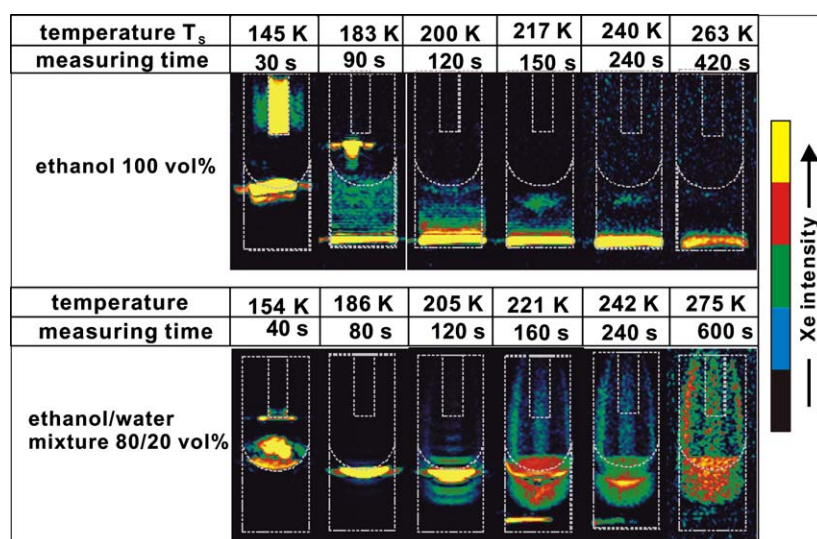 temperature Ts 145 K 183 K 200 K 217 K 240 K 263 K
measuring time 30 s 90 s 120 s 150 s 240 s 420 s
ethanol 100 vol%
temperature 154 K 186 K 205 K 221 K 242 K 275 K
measuring time 40 s 80 s 120 s 160 s 240 s 600 s
ethanol/water
mixture 80/20 vol%
Xe intensity